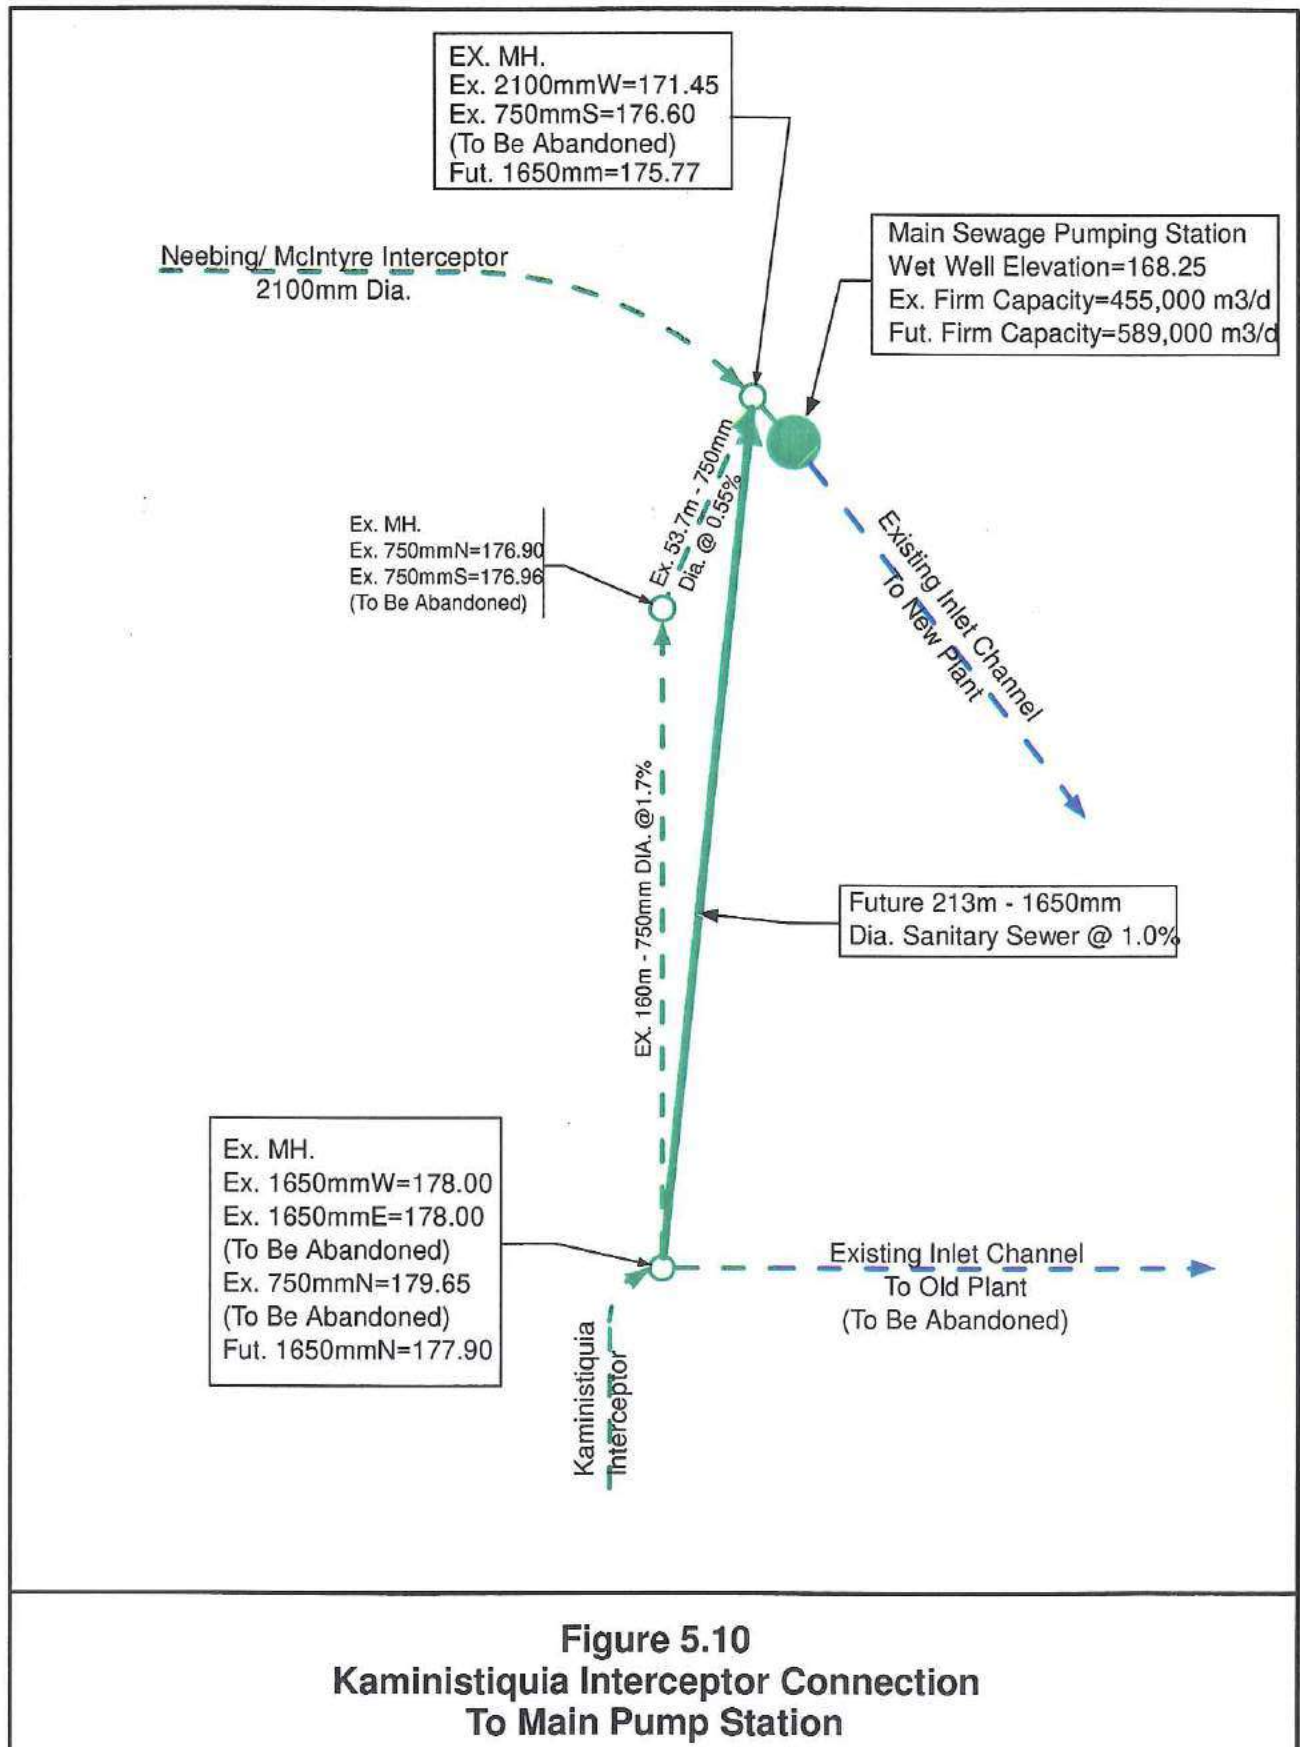 EX. MH.
Ex. 2100mmW=171.45
Ex. 750mmS=176.60
(To Be Abandoned)
Fut. 1650mm=175.77
Main Sewage Pumping Station
Wet Well Elevation=168.25
Ex. Firm Capacity=455,000 m3/d
Fut. Firm Capacity=589,000 m3/d
Neebing/ McIntyre Interceptor
2100mm Dia.
Ex. 53.7m - 750mm
Dia. @ 0.55%
Ex. MH.
Ex. 750mmN=176.90
Ex. 750mmS=176.96
(To Be Abandoned)
Existing Inlet Channel
To New Plant
EX. 160m - 750mm DIA. @1.7%
Future 213m - 1650mm
Dia. Sanitary Sewer @ 1.0%
Ex. MH.
Ex. 1650mmW=178.00
Ex. 1650mmE=178.00
(To Be Abandoned)
Ex. 750mmN=179.65
(To Be Abandoned)
Fut. 1650mmN=177.90
Existing Inlet Channel
To Old Plant
(To Be Abandoned)
Kaministiquia
Interceptor
Figure 5.10
Kaministiquia Interceptor Connection
To Main Pump Station